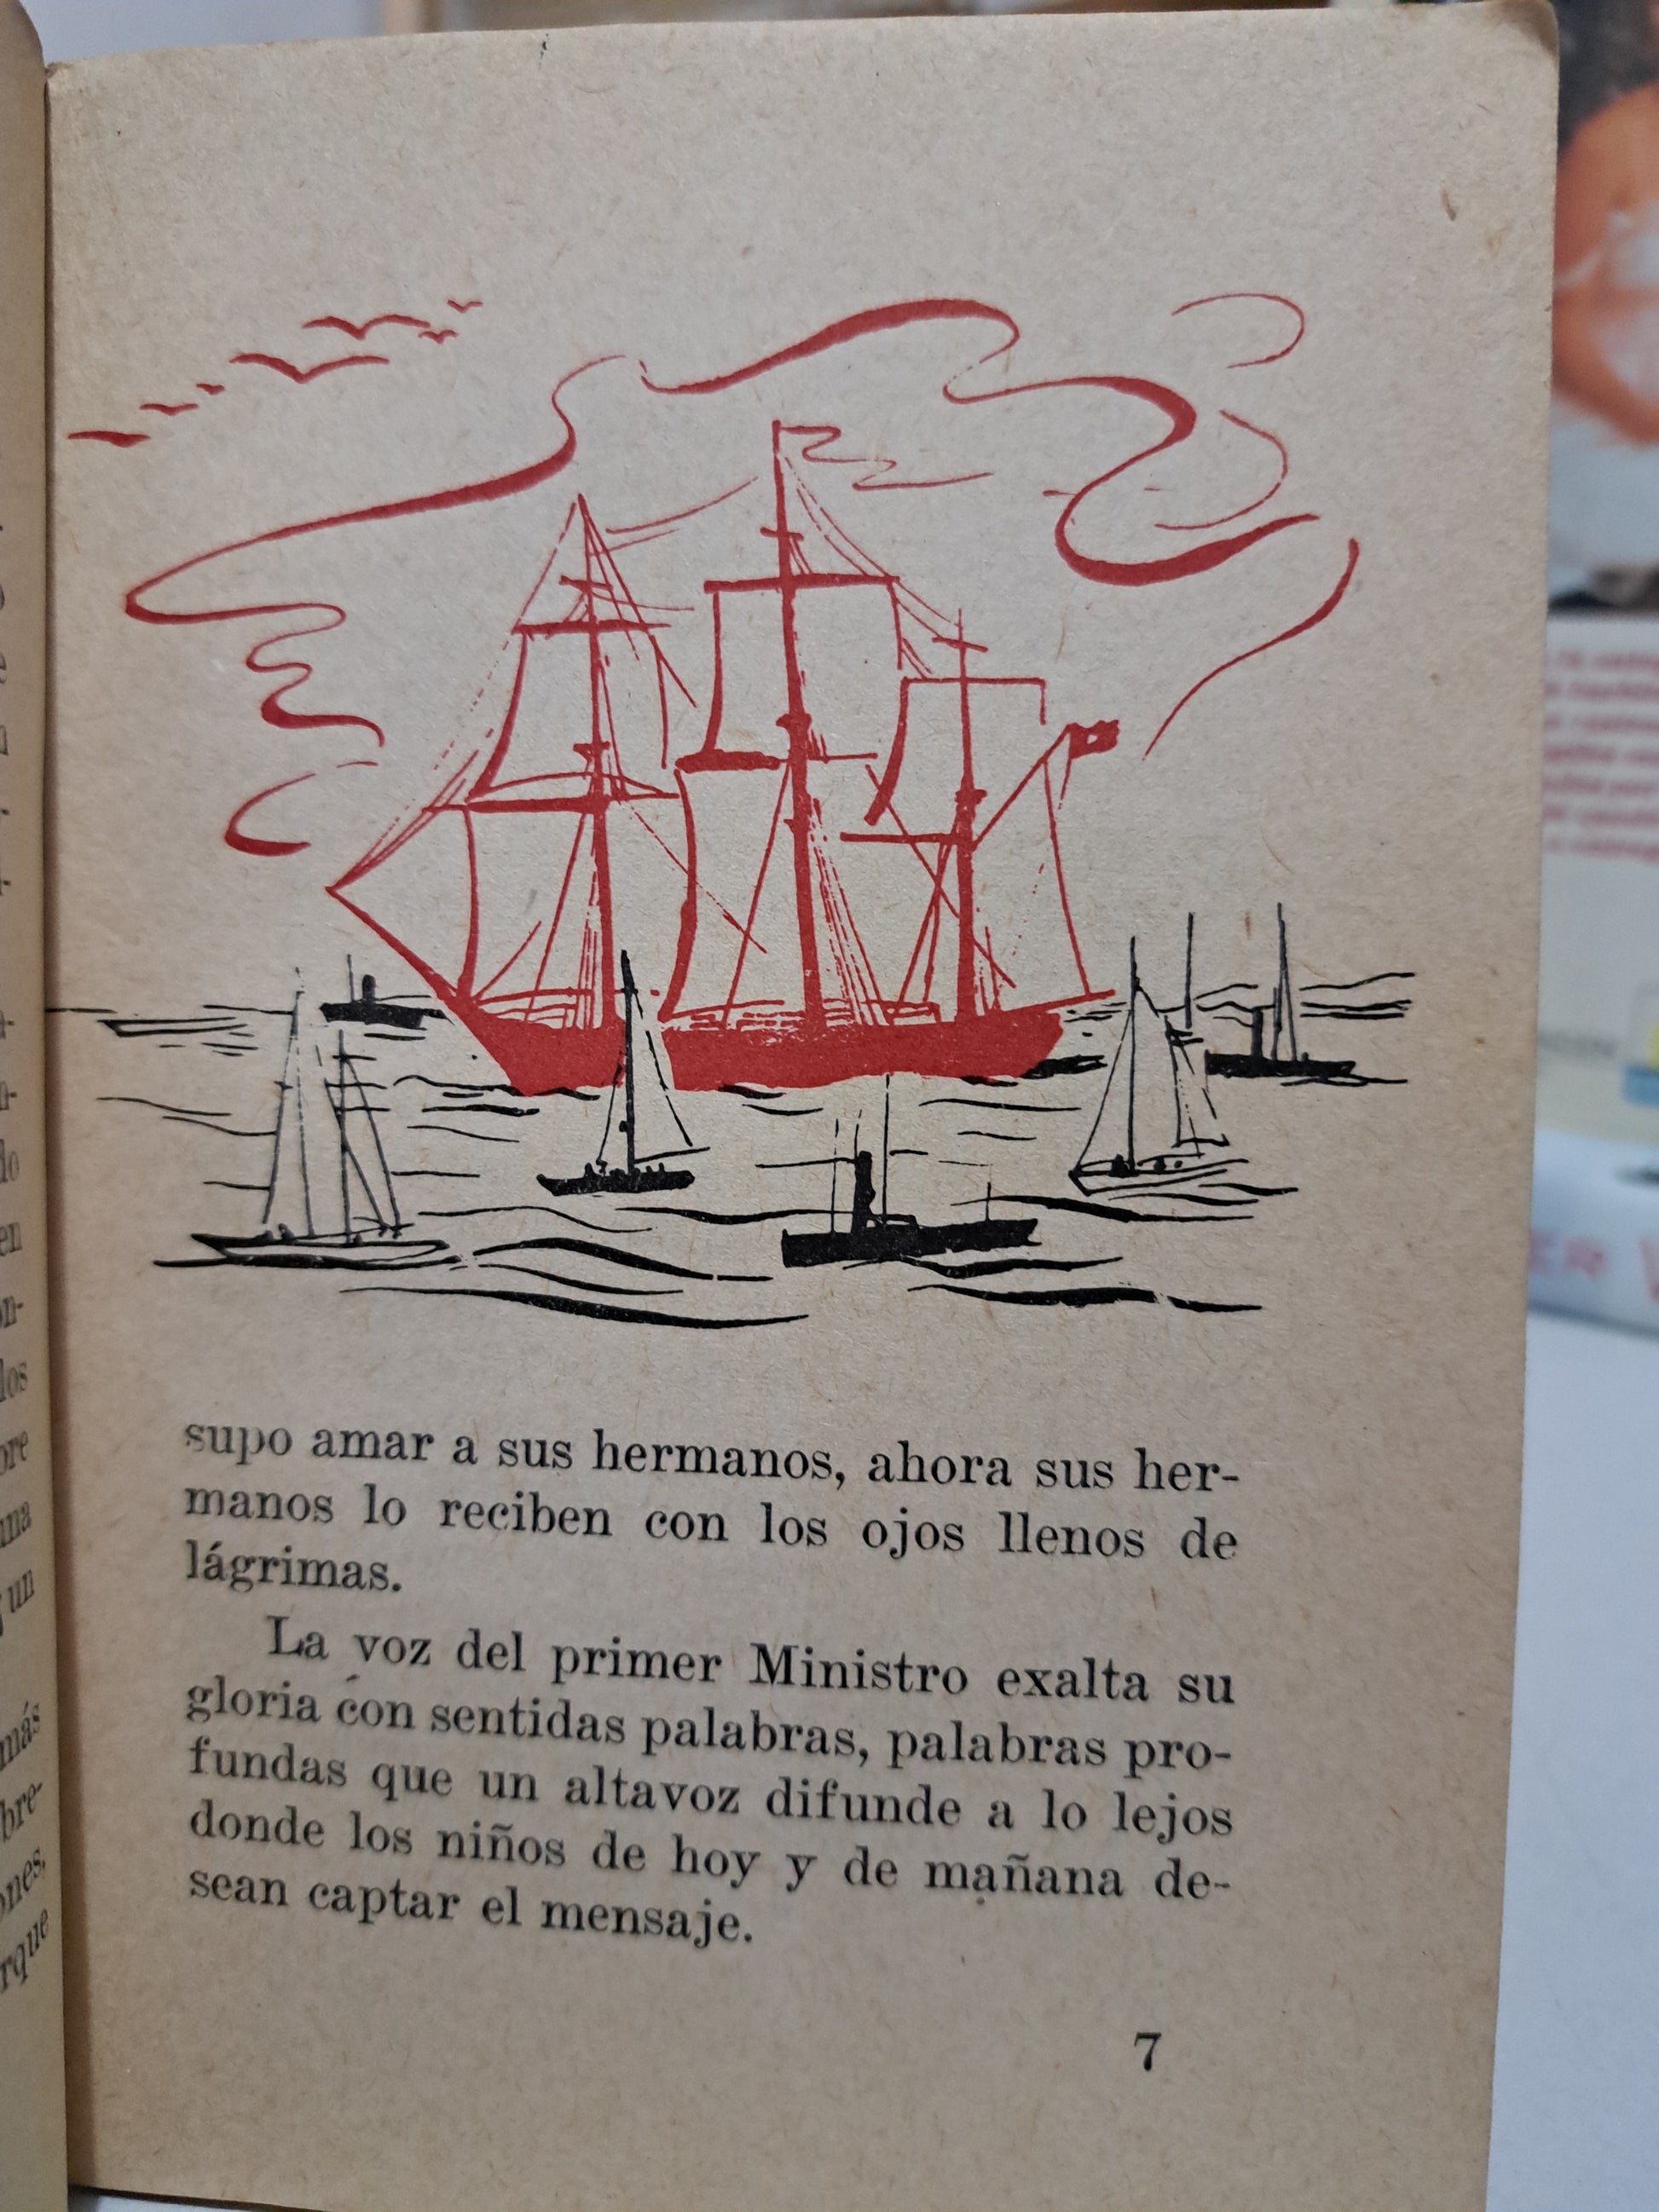 supo amar a sus hermanos, ahora sus her-
manos lo reciben con los ojos llenos de
lágrimas.
La voz del primer Ministro exalta su
gloria con sentidas palabras, palabras pro-
fundas que un altavoz difunde a lo lejos
donde los niños de hoy y de mañana de-
sean captar el mensaje.
7